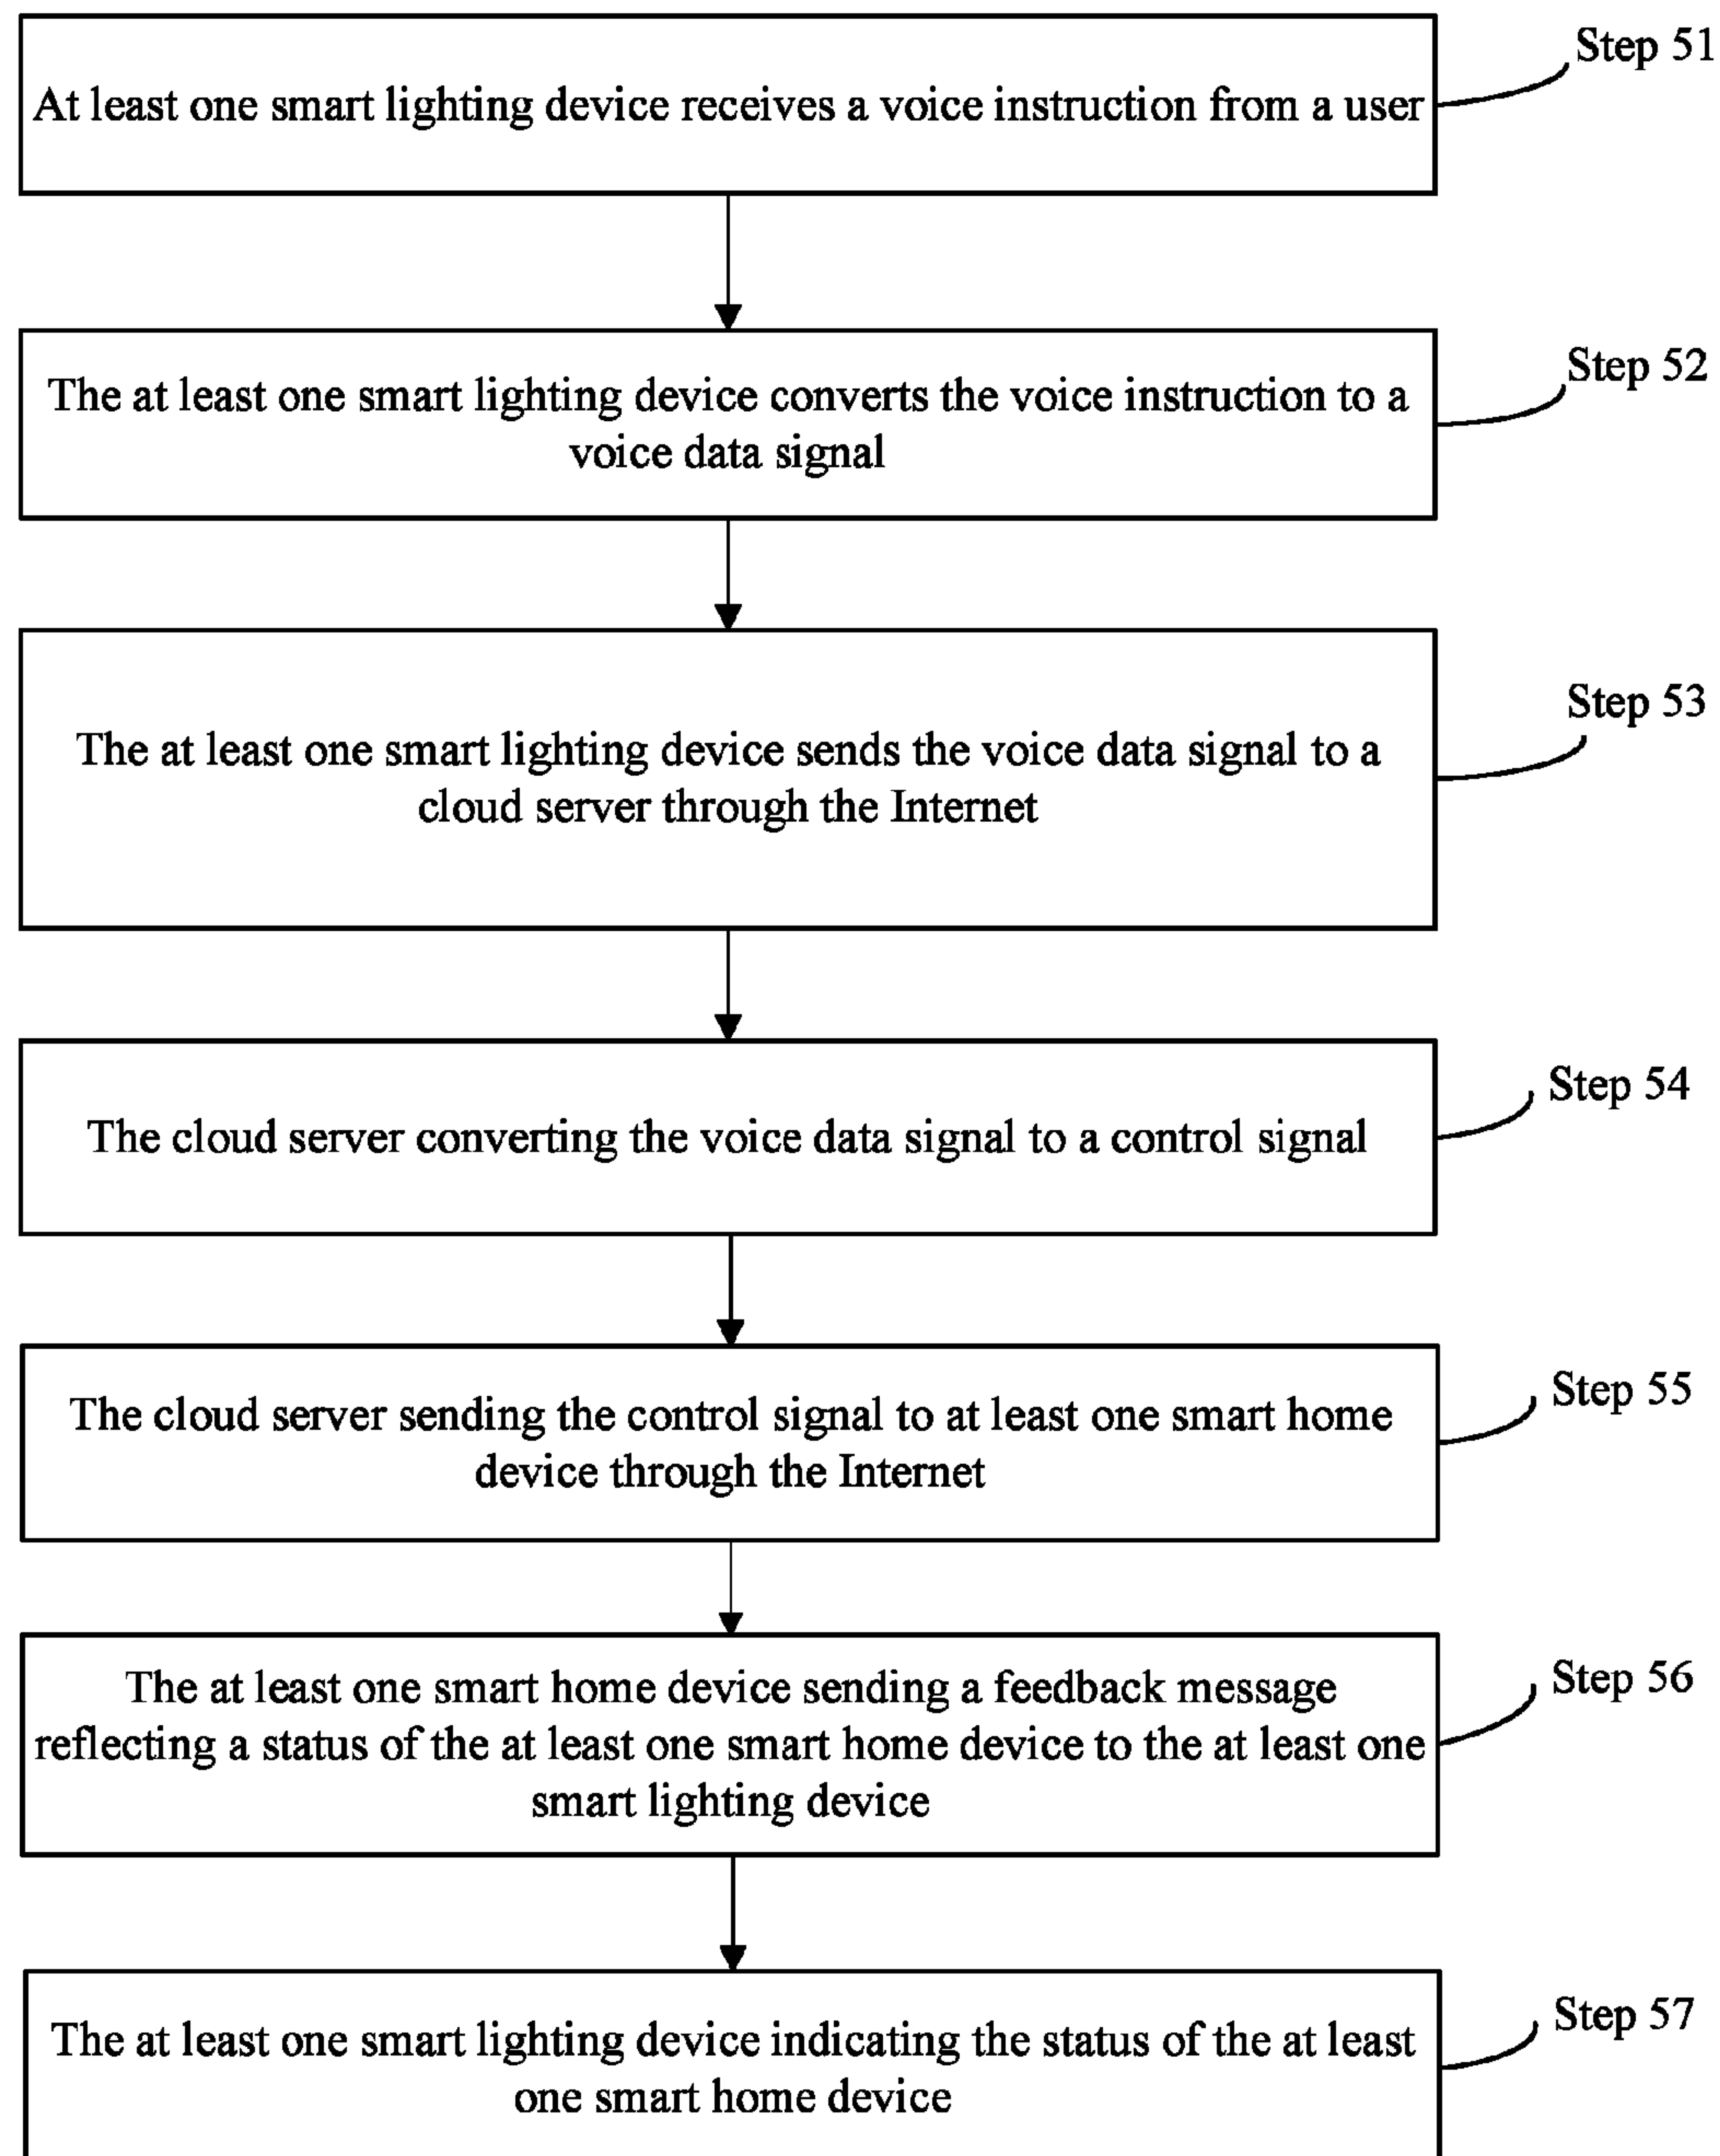 Step 51
At least one smart lighting device receives a voice instruction from a user
Step 52
The at least one smart lighting device converts the voice instruction to a
voice data signal
Step 53
The at least one smart lighting device sends the voice data signal to a
cloud server through the Internet
Step 54
The cloud server converting the voice data signal to a control signal
Step 55
The cloud server sending the control signal to at least one smart home
device through the Internet
Step 56
The at least one smart home device sending a feedback message
reflecting a status of the at least one smart home device to the at least one
smart lighting device
Step 57
The at least one smart lighting device indicating the status of the at least
one smart home device